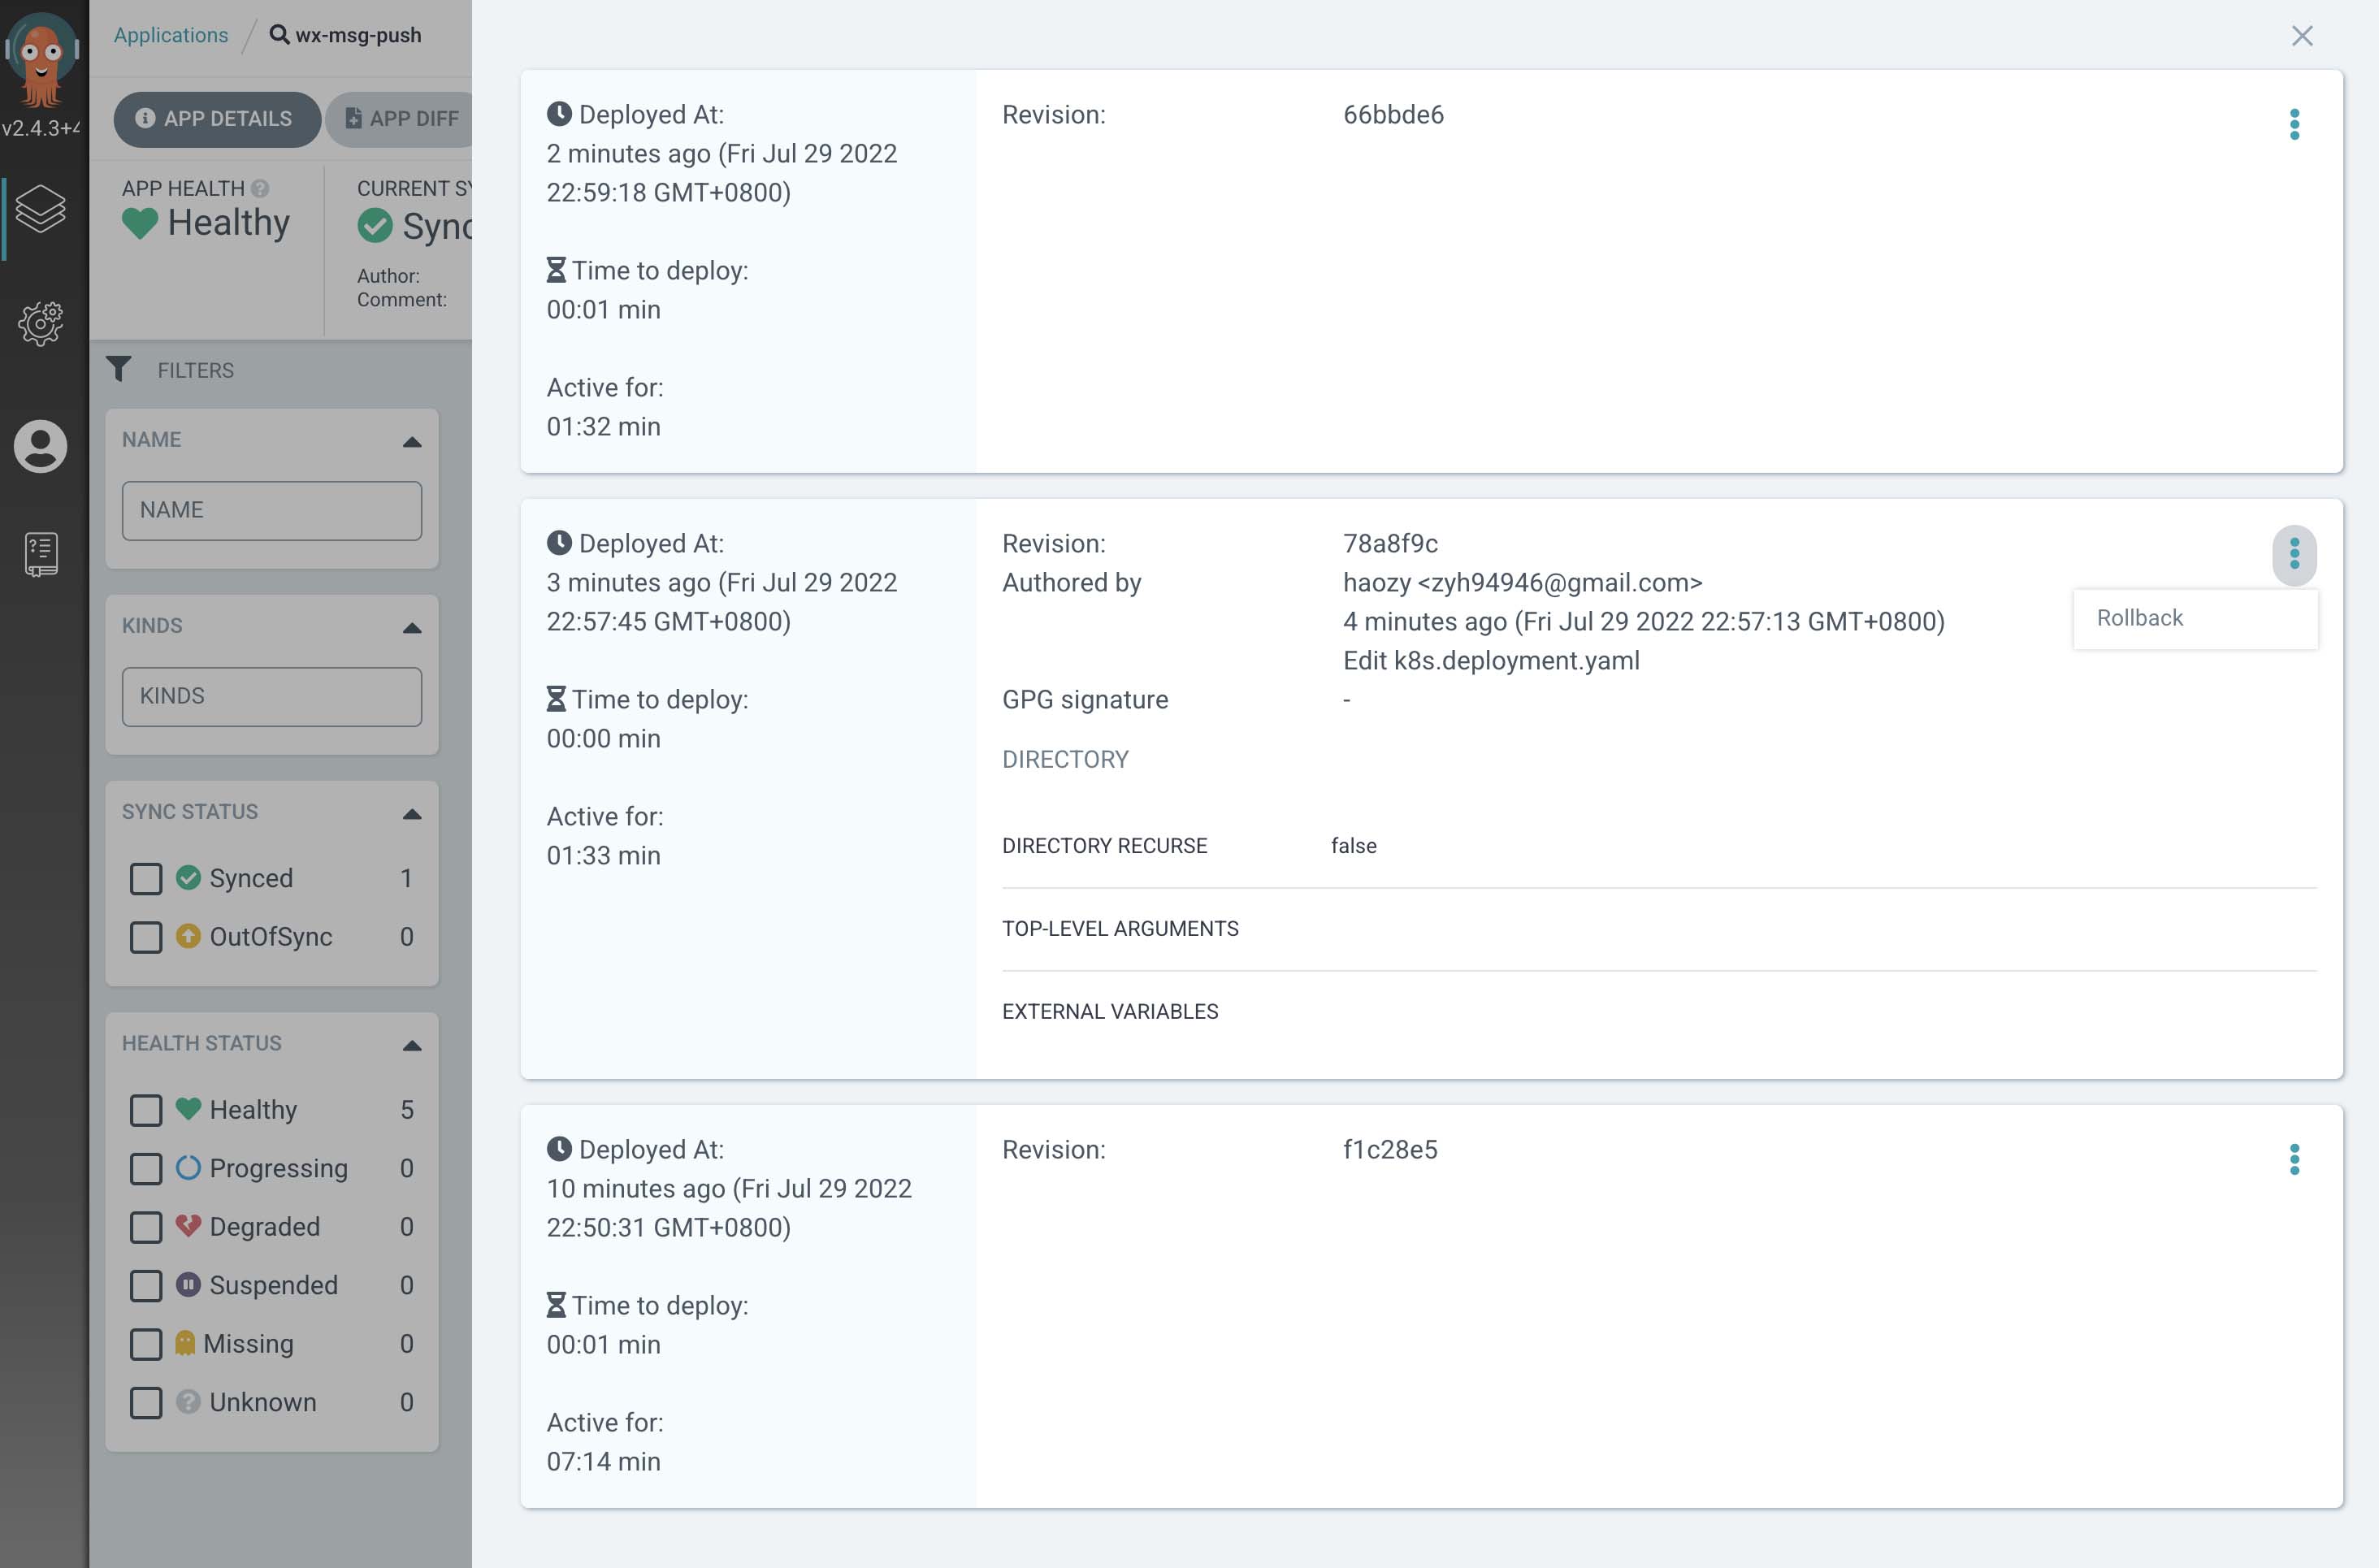 v2.4.3+4
Applications / wx-msg-push
APP DETAILS
APP DIFF
APP HEALTH
Healthy
CURRENT SY
Sync
Author:
Comment:
FILTERS
NAME
NAME
KINDS
KINDS
SYNC STATUS
Synced 1
OutOfSync 0
HEALTH STATUS
Healthy 5
Progressing 0
Degraded 0
Suspended 0
Missing 0
Unknown 0
Deployed At:
2 minutes ago (Fri Jul 29 2022
22:59:18 GMT+0800)
Time to deploy:
00:01 min
Active for:
01:32 min
Revision: 66bbde6
Deployed At:
3 minutes ago (Fri Jul 29 2022
22:57:45 GMT+0800)
Time to deploy:
00:00 min
Active for:
01:33 min
Revision: 78a8f9c
Authored by haozy <zyh94946@gmail.com>
4 minutes ago (Fri Jul 29 2022 22:57:13 GMT+0800)
Edit k8s.deployment.yaml
GPG signature -
Rollback
DIRECTORY
DIRECTORY RECURSE false
TOP-LEVEL ARGUMENTS
EXTERNAL VARIABLES
Deployed At:
10 minutes ago (Fri Jul 29 2022
22:50:31 GMT+0800)
Time to deploy:
00:01 min
Active for:
07:14 min
Revision: f1c28e5